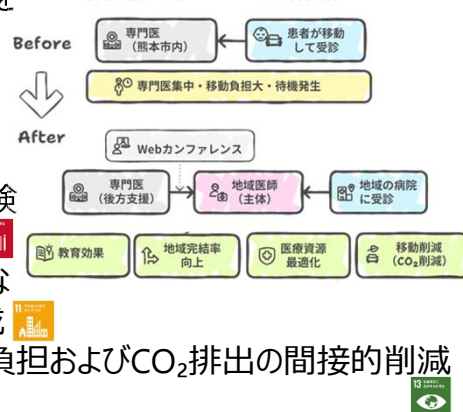 Before
専門医
(熊本市内)
患者が移動
して受診
専門医集中・移動負担大・待機発生
After
Webカンファレンス
専門医
(後方支援)
地域医師
(主体)
地域の病院
に受診
教育効果
地域完結率
向上
医療資源
最適化
移動削減
(CO₂削減)
険
な
11
負担およびCO₂排出の間接的削減
13